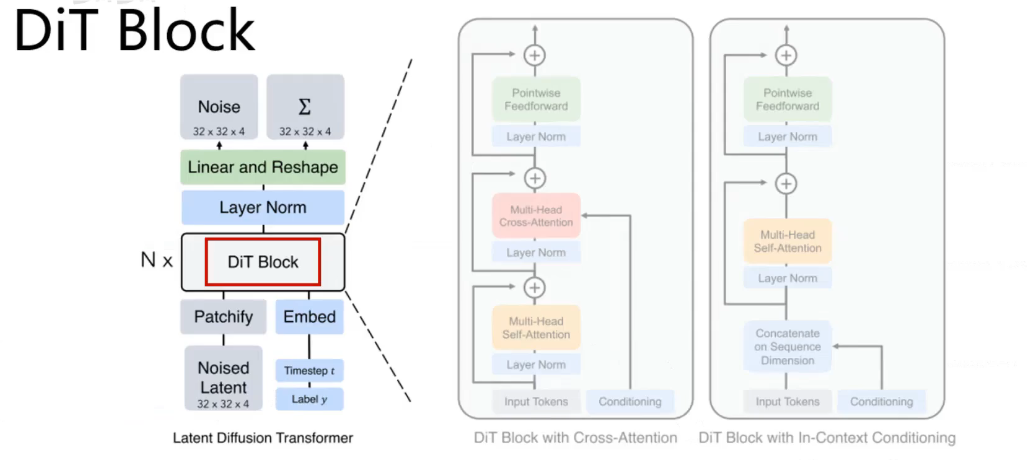 DiT Block
Noise
32 x 32 x 4
Σ
32 x 32 x 4
Linear and Reshape
Layer Norm
N x
DiT Block
Patchify
Embed
Noised
Latent
32 x 32 x 4
Timestep t
Label y
Latent Diffusion Transformer
Pointwise
Feedforward
Layer Norm
Multi-Head
Cross-Attention
Layer Norm
Multi-Head
Self-Attention
Layer Norm
Input Tokens
Conditioning
DiT Block with Cross-Attention
Pointwise
Feedforward
Layer Norm
Multi-Head
Self-Attention
Layer Norm
Concatenate
on Sequence
Dimension
Input Tokens
Conditioning
DiT Block with In-Context Conditioning